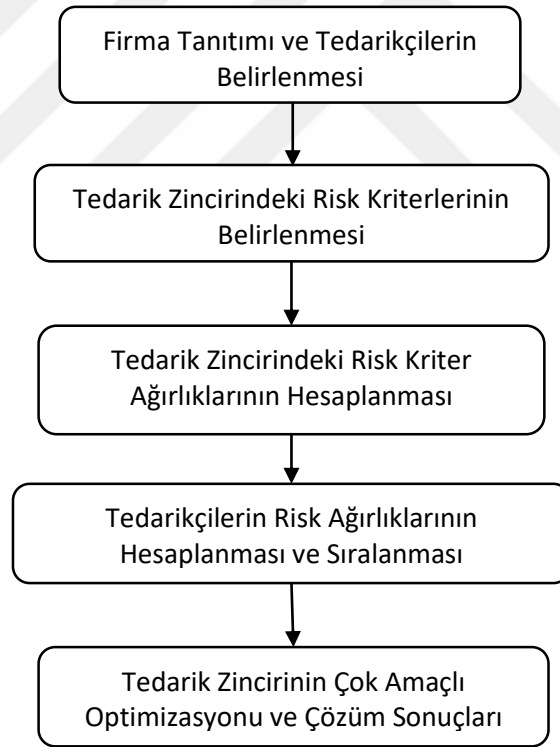 Firma Tanıtımı ve Tedarikçilerin
Belirlenmesi
Tedarik Zincirindeki Risk Kriterlerinin
Belirlenmesi
Tedarik Zincirindeki Risk Kriter
Ağırlıklarının Hesaplanması
Tedarikçilerin Risk Ağırlıklarının
Hesaplanması ve Sıralanması
Tedarik Zincirinin Çok Amaçlı
Optimizasyonu ve Çözüm Sonuçları